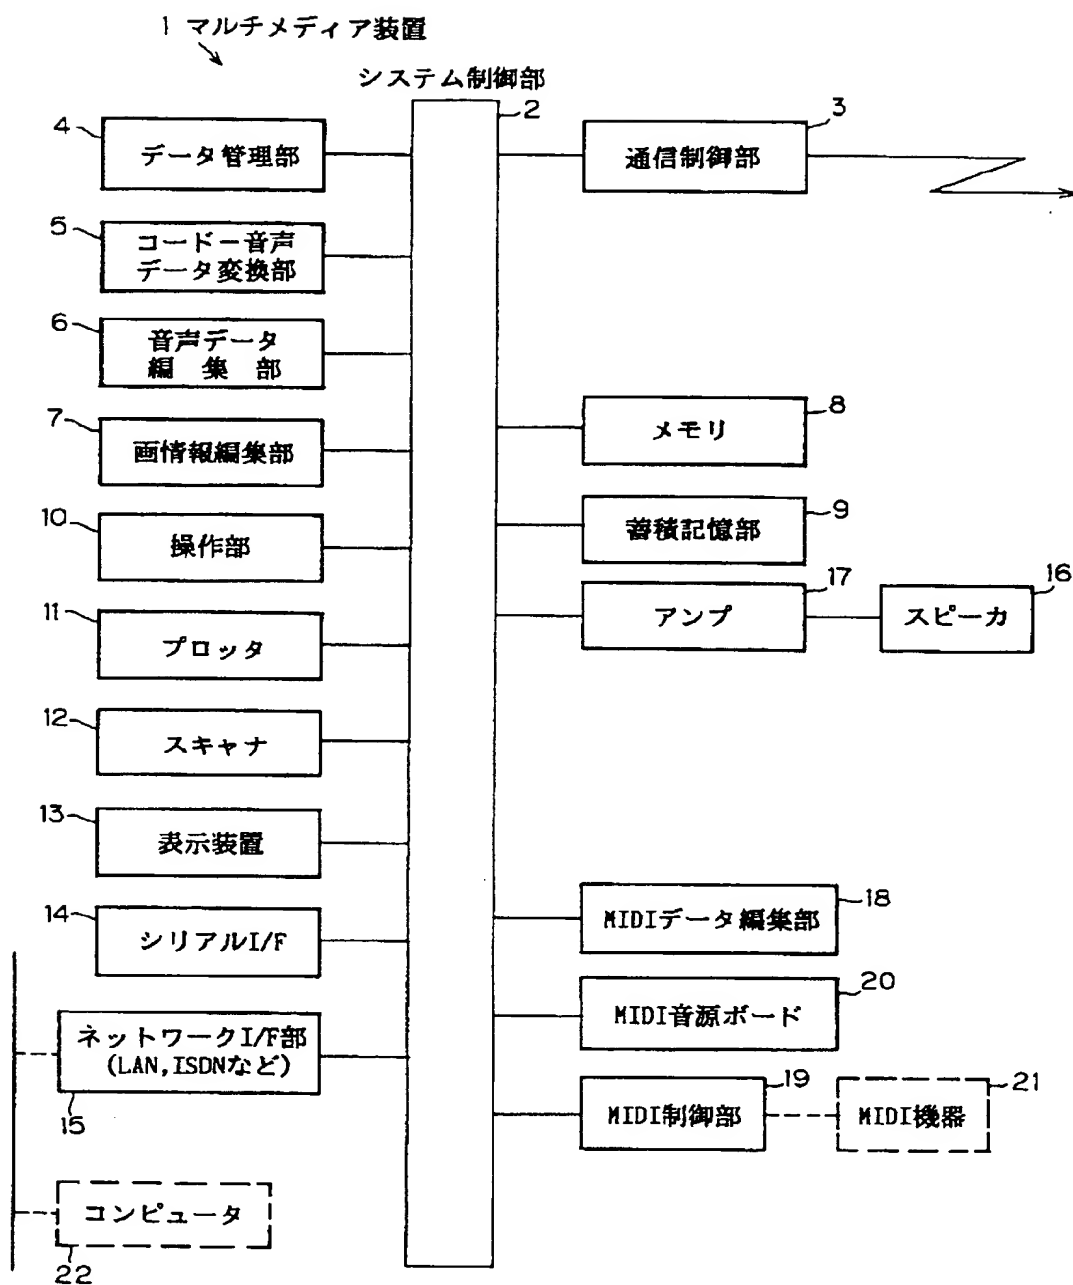 1 マルチメディア装置
システム制御部
2
4
データ管理部
3
通信制御部
5
コード－音声
データ変換部
6
音声データ
編 集 部
7
画情報編集部
8
メモリ
10
操作部
9
蓄積記憶部
11
プロッタ
17
アンプ
16
スピーカ
12
スキャナ
13
表示装置
14
シリアルI/F
18
MIDIデータ編集部
15
ネットワークI/F部
(LAN,ISDNなど)
20
MIDI音源ボード
19
MIDI制御部
21
MIDI機器
コンピュータ
22